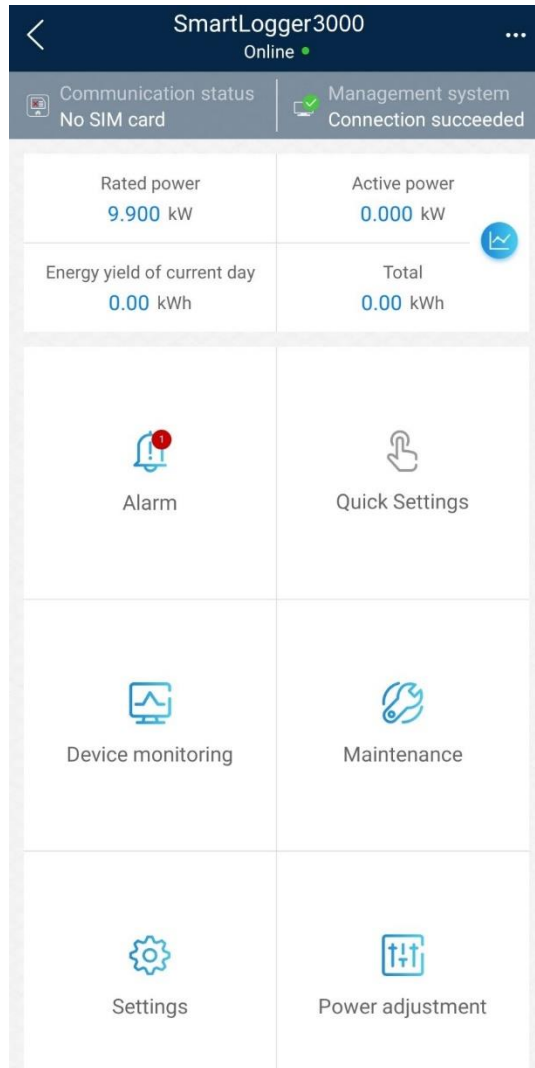 SmartLogger3000
Online
Communication status
No SIM card
Management system
Connection succeeded
Rated power
9.900 kW
Active power
0.000 kW
Energy yield of current day
0.00 kWh
Total
0.00 kWh
1
Alarm
Quick Settings
Device monitoring
Maintenance
Settings
Power adjustment